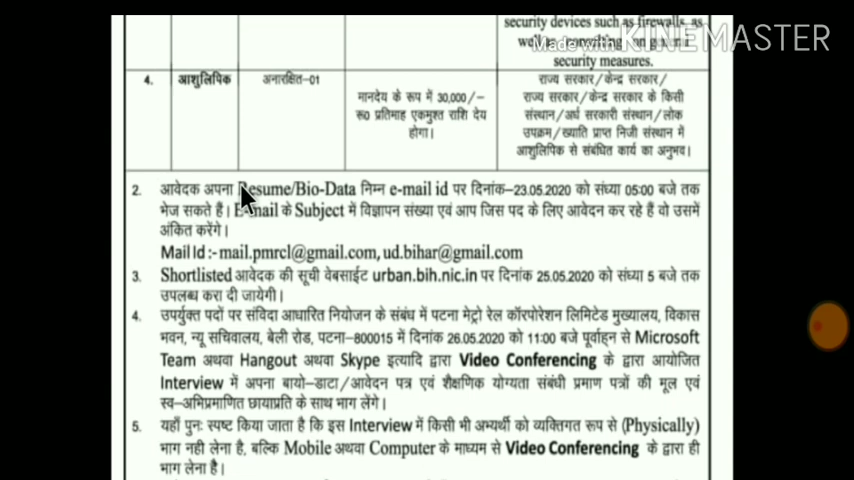 security devices such as firewalls, as
well as
security measures.
Made with KINEMASTER
4. आशुलिपिक अनारक्षित-01
मानदेय के रूप में 30,000/-
रू0 प्रतिमाह एकमुश्त राशि देय
होगा।
राज्य सरकार/केन्द्र सरकार/
राज्य सरकार/केन्द्र सरकार के किसी
संस्थान/अर्ध सरकारी संस्थान/लोक
उपक्रम/ख्याति प्राप्त निजी संस्थान में
आशुलिपिक से संबंधित कार्य का अनुभव।
2. आवेदक अपना Resume/Bio-Data निम्न e-mail id पर दिनांक-23.05.2020 को संध्या 05:00 बजे तक
भेज सकते हैं। E-mail के Subject में विज्ञापन संख्या एवं आप जिस पद के लिए आवेदन कर रहे हैं वो उसमें
अंकित करेंगे।
Mail Id :- mail.pmrcl@gmail.com, ud.bihar@gmail.com
3. Shortlisted आवेदक की सूची वेबसाईट urban.bih.nic.in पर दिनांक 25.05.2020 को संध्या 5 बजे तक
उपलब्ध करा दी जायेगी।
4. उपर्युक्त पदों पर संविदा आधारित नियोजन के संबंध में पटना मेट्रो रेल कॉरपोरेशन लिमिटेड मुख्यालय, विकास
भवन, न्यू सचिवालय, बेली रोड, पटना-800015 में दिनांक 26.05.2020 को 11:00 बजे पूर्वाहन से Microsoft
Team अथवा Hangout अथवा Skype इत्यादि द्वारा Video Conferencing के द्वारा आयोजित
Interview में अपना बायो-डाटा/आवेदन पत्र एवं शैक्षणिक योग्यता संबंधी प्रमाण पत्रों की मूल एवं
स्व-अभिप्रमाणित छायाप्रति के साथ भाग लेंगे।
5. यहाँ पुनः स्पष्ट किया जाता है कि इस Interview में किसी भी अभ्यर्थी को व्यक्तिगत रूप से (Physically)
भाग नही लेना है, बल्कि Mobile अथवा Computer के माध्यम से Video Conferencing के द्वारा ही
भाग लेना है।